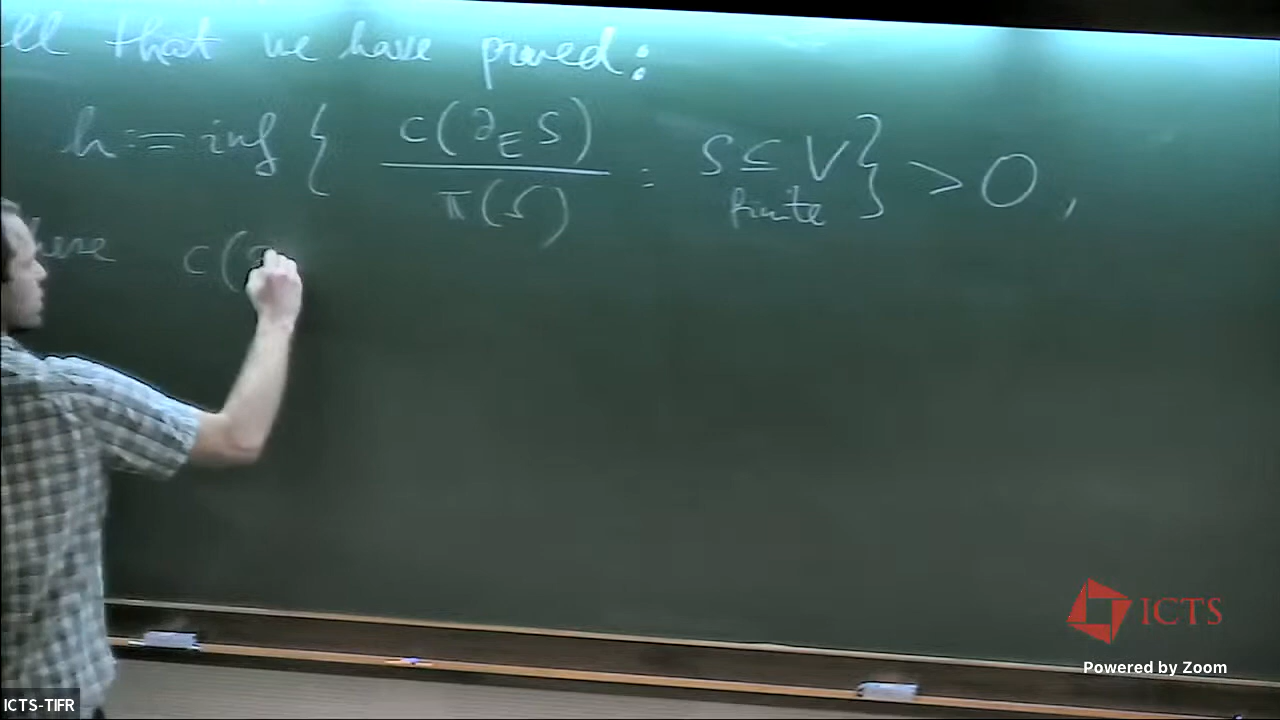 ll that we have proved:
h := inf { c(∂_E S) / π(S) : S ⊆ V finite } > 0,
here c(∂
ICTS
Powered by Zoom
ICTS-TIFR